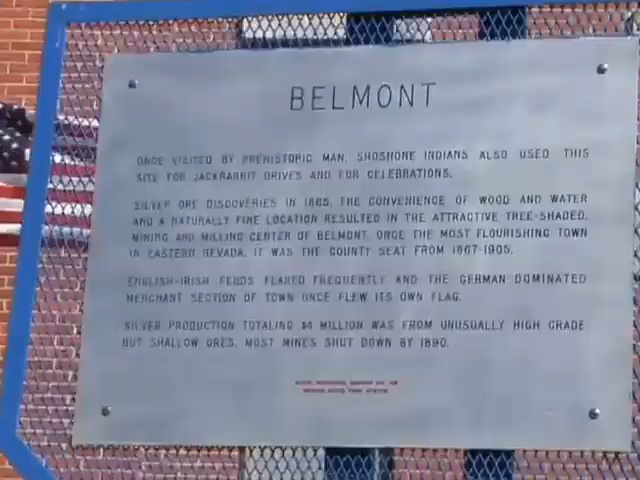 BELMONT
ONCE VISITED BY PREHISTORIC MAN, SHOSHONE INDIANS ALSO USED THIS
SITE FOR JACKRABBIT DRIVES AND FOR CELEBRATIONS.
SILVER ORE DISCOVERIES IN 1865, THE CONVENIENCE OF WOOD AND WATER
AND A NATURALLY FINE LOCATION RESULTED IN THE ATTRACTIVE TREE-SHADED,
MINING AND MILLING CENTER OF BELMONT, ONCE THE MOST FLOURISHING TOWN
IN EASTERN NEVADA. IT WAS THE COUNTY SEAT FROM 1867-1905.
ENGLISH-IRISH FEUDS FLARED FREQUENTLY AND THE GERMAN DOMINATED
MERCHANT SECTION OF TOWN ONCE FLEW ITS OWN FLAG.
SILVER PRODUCTION TOTALING $4 MILLION WAS FROM UNUSUALLY HIGH GRADE
BUT SHALLOW ORES. MOST MINES SHUT DOWN BY 1890.